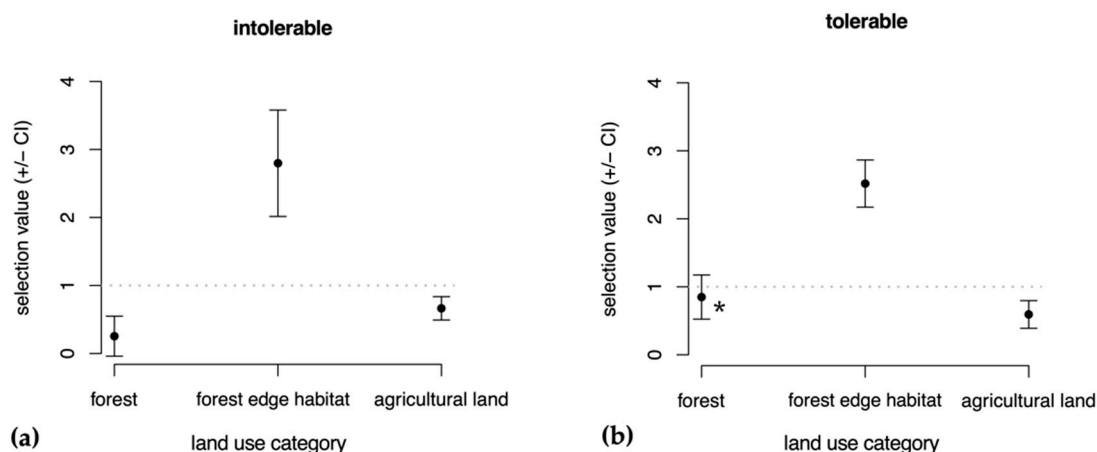 intolerable
selection value (+/− CI)
4
3
2
1
0
forest
forest edge habitat
agricultural land
(a)
land use category
tolerable
selection value (+/− CI)
4
3
2
1
0
*
forest
forest edge habitat
agricultural land
(b)
land use category